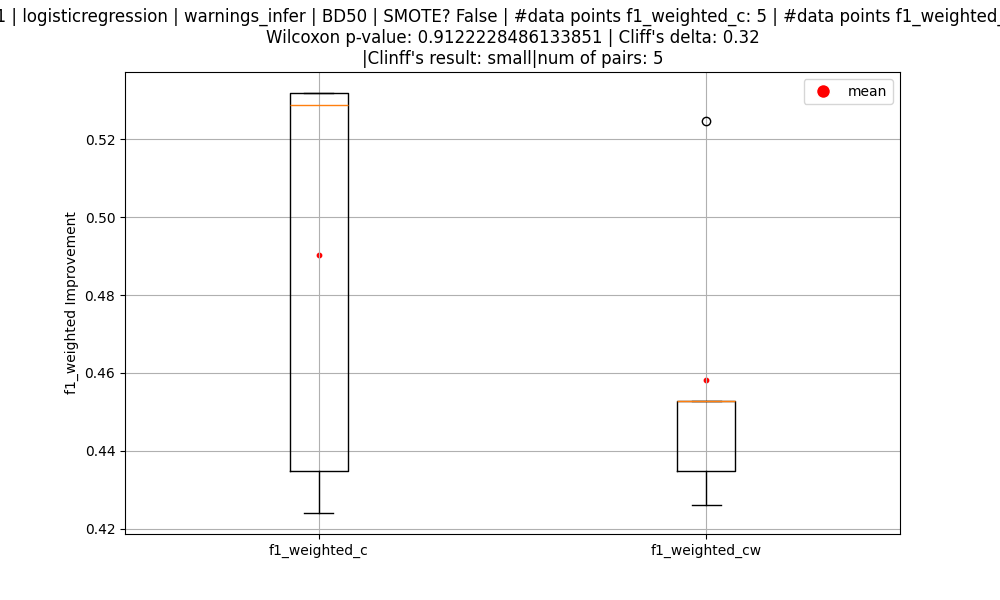 1 | logisticregression | warnings_infer | BD50 | SMOTE? False | #data points f1_weighted_c: 5 | #data points f1_weighted_
Wilcoxon p-value: 0.9122228486133851 | Cliff's delta: 0.32
|Clinff's result: small|num of pairs: 5
mean
0.52
0.50
0.48
0.46
0.44
0.42
f1_weighted Improvement
f1_weighted_c
f1_weighted_cw